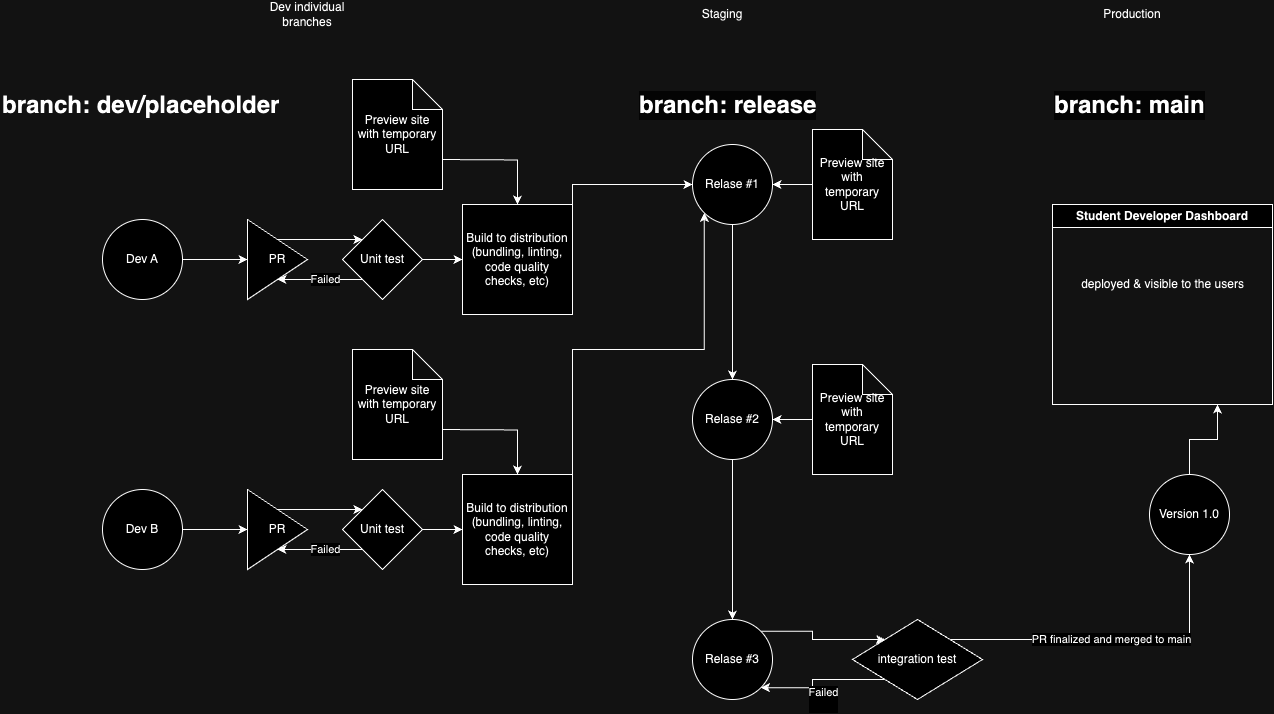 Dev individual
branches
Staging
Production
branch: dev/placeholder
branch: release
branch: main
Preview site
with temporary
URL
Preview site
with
temporary
URL
Relase #1
Student Developer Dashboard
deployed & visible to the users
Dev A
PR
Failed
Unit test
Build to distribution
(bundling, linting,
code quality
checks, etc)
Preview site
with temporary
URL
Relase #2
Preview site
with
temporary
URL
Dev B
PR
Failed
Unit test
Build to distribution
(bundling, linting,
code quality
checks, etc)
Version 1.0
Relase #3
integration test
Failed
PR finalized and merged to main